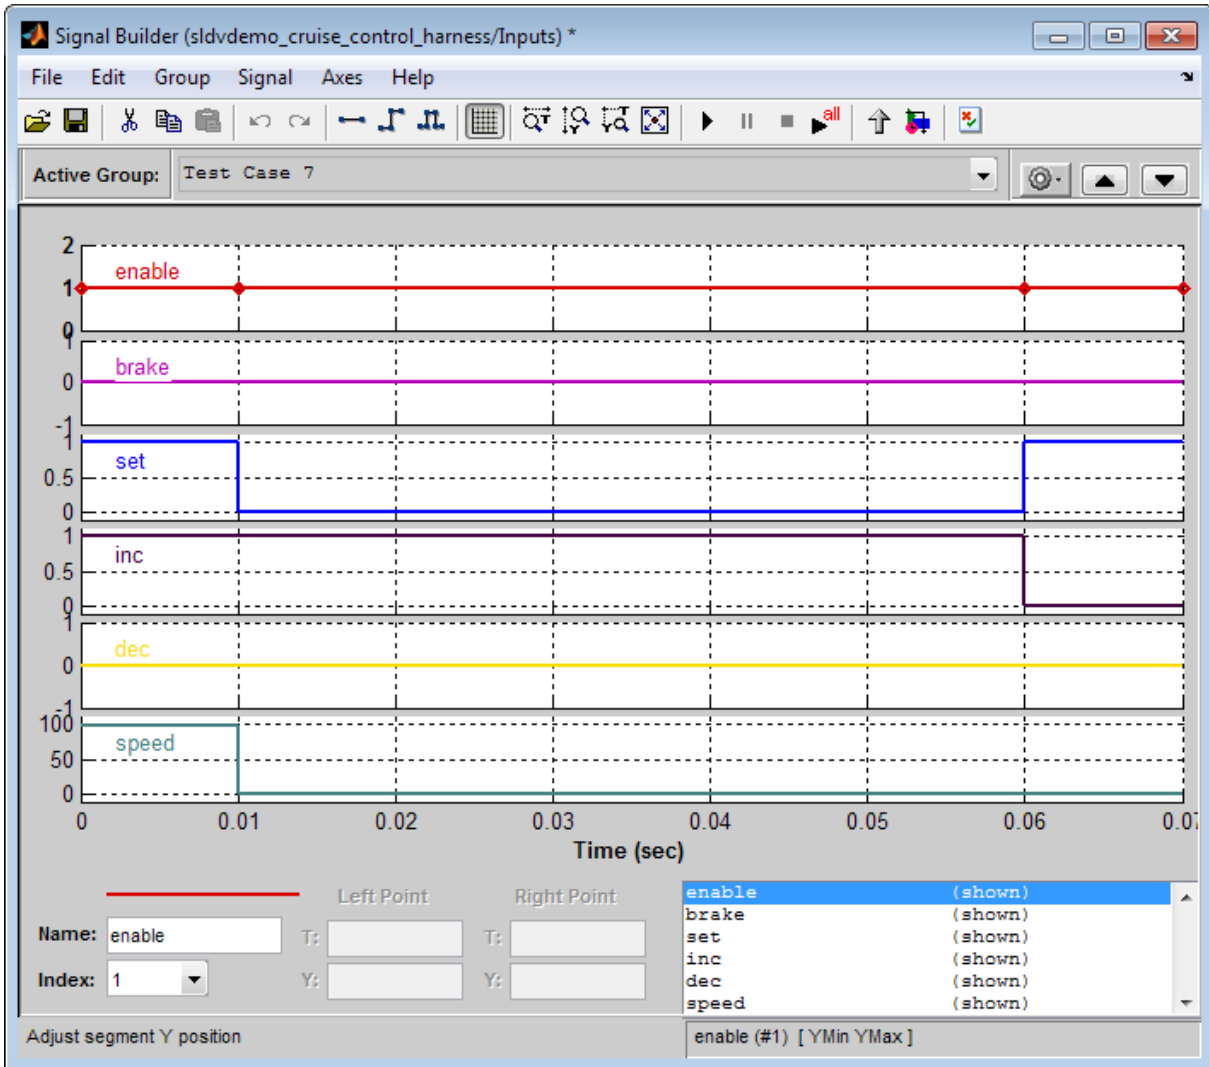 Signal Builder (sldvdemo_cruise_control_harness/Inputs) *
File Edit Group Signal Axes Help
all
Active Group: Test Case 7
2
enable
1
0
1
brake
0
-1
1
set
0.5
0
1
inc
0.5
0
1
dec
0
-1
100
speed
50
0
0 0.01 0.02 0.03 0.04 0.05 0.06 0.07
Time (sec)
Left Point Right Point
Name: enable T: T:
Index: 1 Y: Y:
enable (shown)
brake (shown)
set (shown)
inc (shown)
dec (shown)
speed (shown)
Adjust segment Y position
enable (#1) [ YMin YMax ]